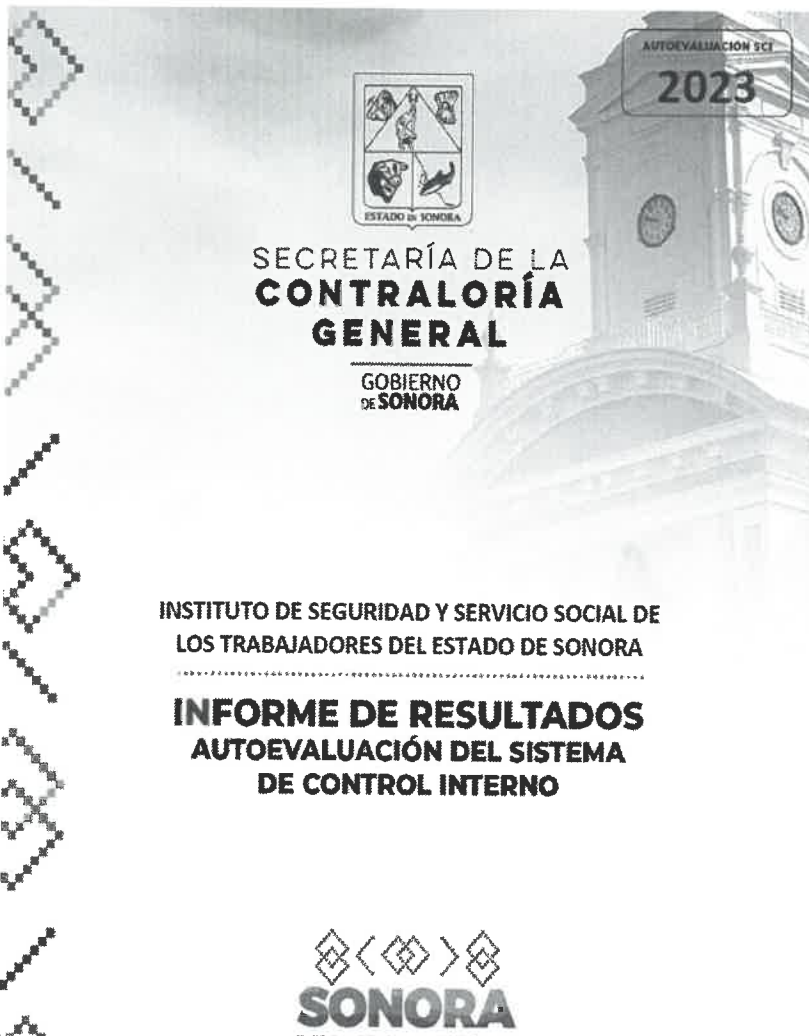 AUTOEVALUACIÓN SCI
2023
ESTADO DE SONORA
SECRETARÍA DE LA
CONTRALORÍA
GENERAL
GOBIERNO
DE SONORA
INSTITUTO DE SEGURIDAD Y SERVICIO SOCIAL DE
LOS TRABAJADORES DEL ESTADO DE SONORA
INFORME DE RESULTADOS
AUTOEVALUACIÓN DEL SISTEMA
DE CONTROL INTERNO
SONORA